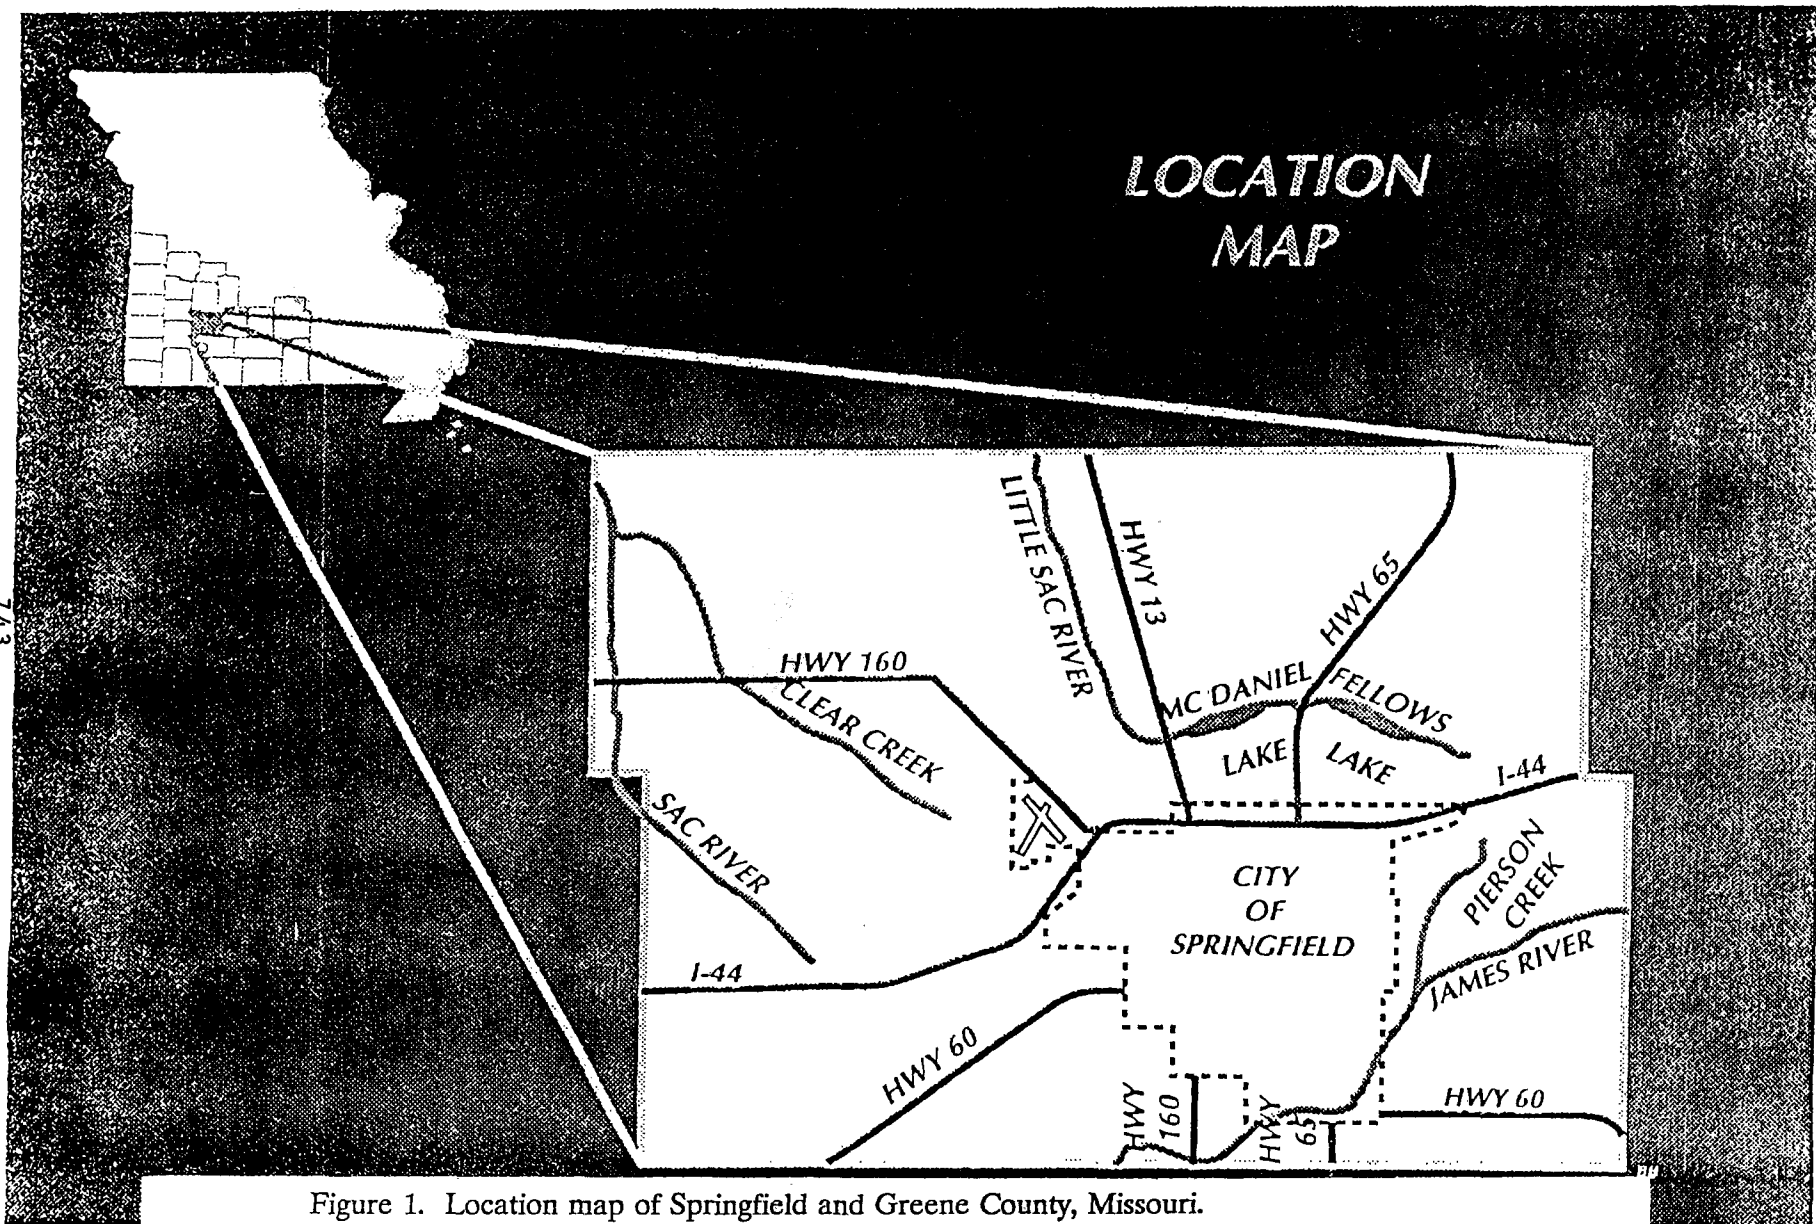 LOCATION
MAP
LITTLE SAC RIVER
HWY 13
HWY 65
HWY 160
CLEAR CREEK
MC DANIEL
LAKE
FELLOWS
LAKE
I-44
SAC RIVER
CITY
OF
SPRINGFIELD
PIERSON
CREEK
JAMES RIVER
I-44
HWY 60
HWY
160
HWY
65
HWY 60
743
Figure 1. Location map of Springfield and Greene County, Missouri.